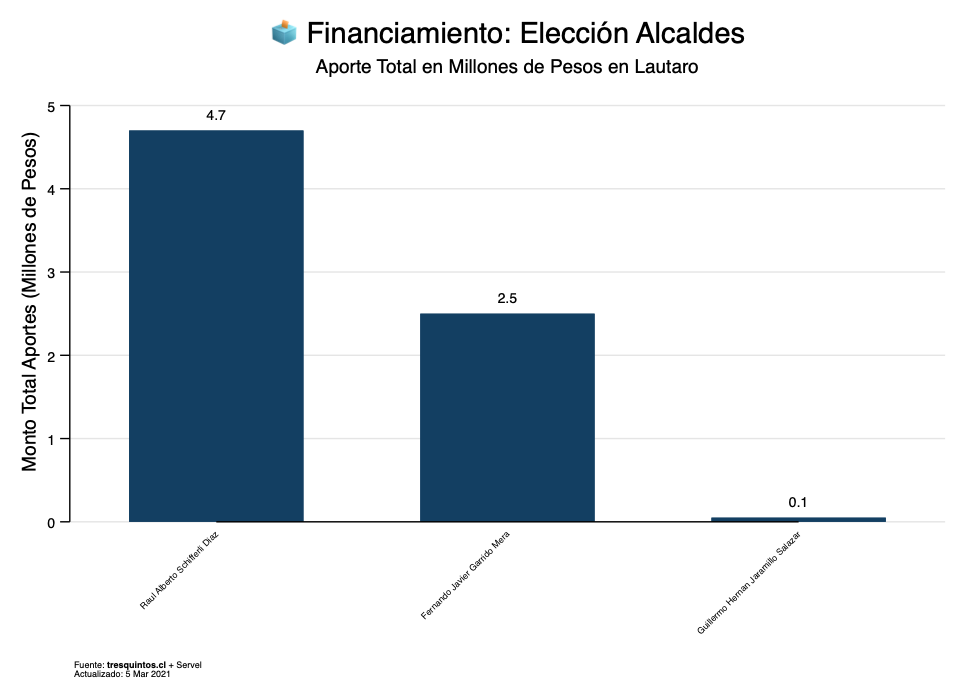 🗳️ Financiamiento: Elección Alcaldes
Aporte Total en Millones de Pesos en Lautaro
Monto Total Aportes (Millones de Pesos)
5
4
3
2
1
0
4.7
2.5
0.1
Raul Alberto Schifferli Diaz
Fernando Javier Garrido Mera
Guillermo Hernan Jaramillo Salazar
Fuente: tresquintos.cl + Servel
Actualizado: 5 Mar 2021